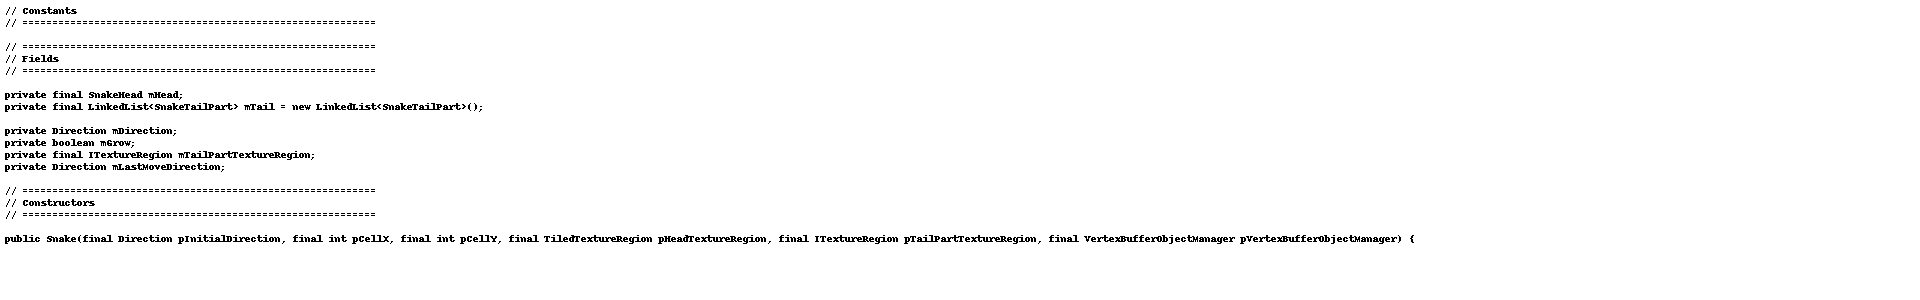 // Constants
// ===========================================================
// ===========================================================
// Fields
// ===========================================================
private final SnakeHead mHead;
private final LinkedList<SnakeTailPart> mTail = new LinkedList<SnakeTailPart>();
private Direction mDirection;
private boolean mGrow;
private final ITextureRegion mTailPartTextureRegion;
private Direction mLastMoveDirection;
// ===========================================================
// Constructors
// ===========================================================
public Snake(final Direction pInitialDirection, final int pCellX, final int pCellY, final TiledTextureRegion pHeadTextureRegion, final ITextureRegion pTailPartTextureRegion, final VertexBufferObjectManager pVertexBufferObjectManager) {